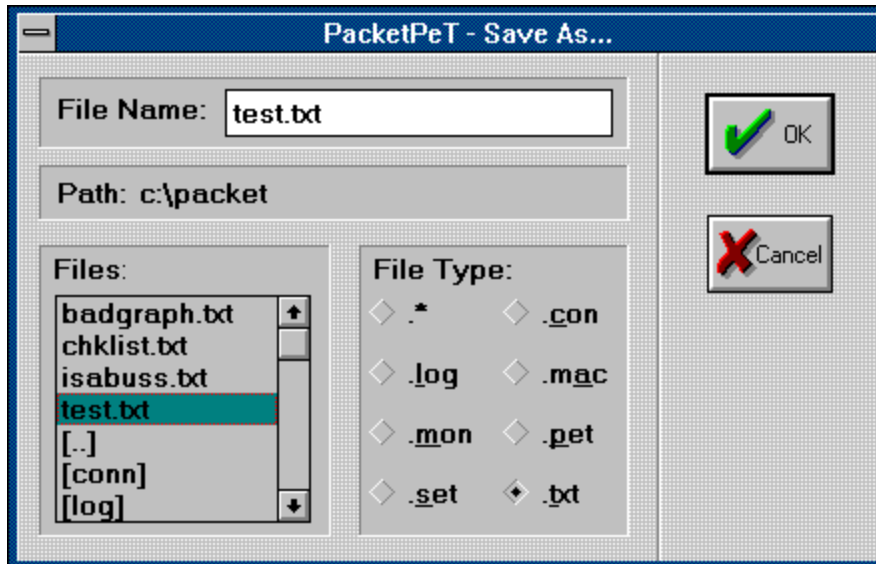 PacketPeT - Save As...
File Name: test.txt
Path: c:\packet
Files:
badgraph.txt
chklist.txt
isabuss.txt
test.txt
[..]
[conn]
[log]
File Type:
.* .con
.log .mac
.mon .pet
.set .txt
OK
Cancel